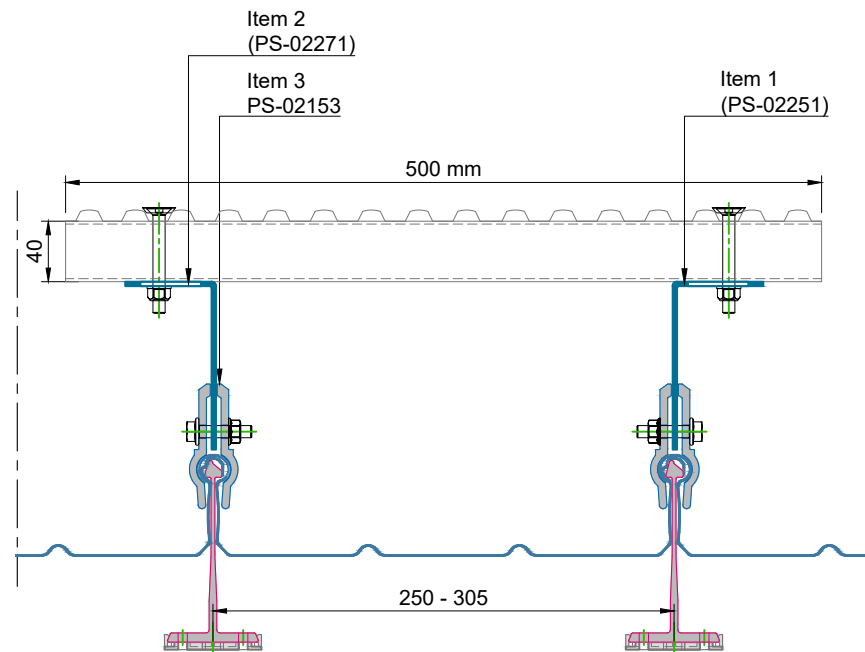 Item 2
(PS-02271)
Item 3
PS-02153
Item 1
(PS-02251)
500 mm
40
250 - 305